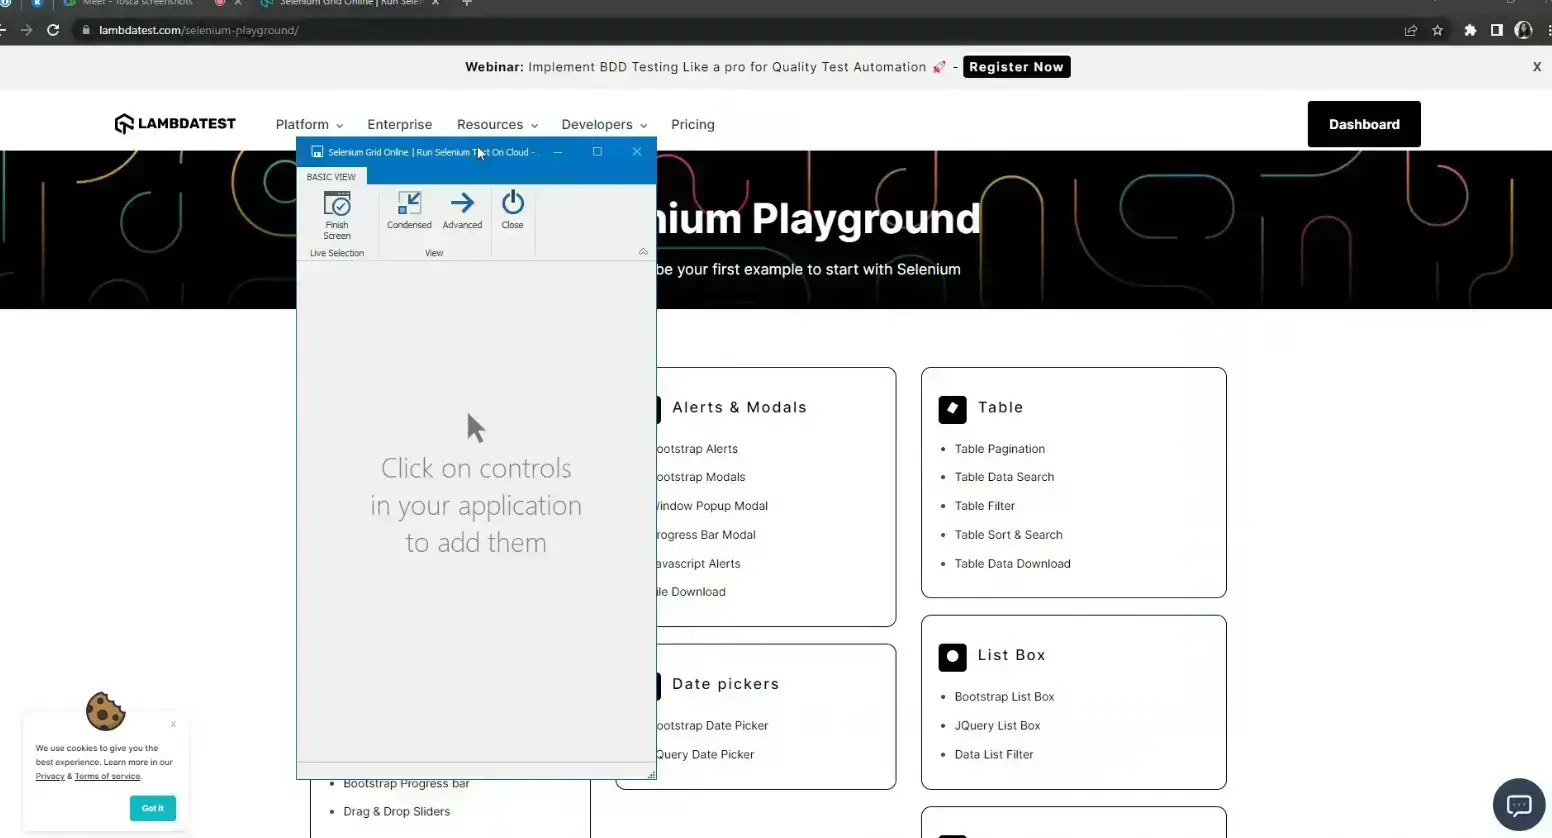 Meet - Tosca screenshots
Selenium Grid Online | Run Selen
lambdatest.com/selenium-playground/
Webinar: Implement BDD Testing Like a pro for Quality Test Automation 🚀 - Register Now
X
LAMBDATEST
Platform
Enterprise
Resources
Developers
Pricing
Dashboard
Selenium Grid Online | Run Selenium Test On Cloud - .
BASIC VIEW
Finish
Screen
Condensed
Advanced
Close
Live Selection
View
nium Playground
be your first example to start with Selenium
Click on controls
in your application
to add them
Alerts & Modals
ootstrap Alerts
ootstrap Modals
indow Popup Modal
rogress Bar Modal
avascript Alerts
ile Download
Table
Table Pagination
Table Data Search
Table Filter
Table Sort & Search
Table Data Download
Date pickers
ootstrap Date Picker
Query Date Picker
List Box
Bootstrap List Box
JQuery List Box
Data List Filter
Bootstrap Progress bar
Drag & Drop Sliders
x
We use cookies to give you the
best experience. Learn more in our
Privacy & Terms of service.
Got it